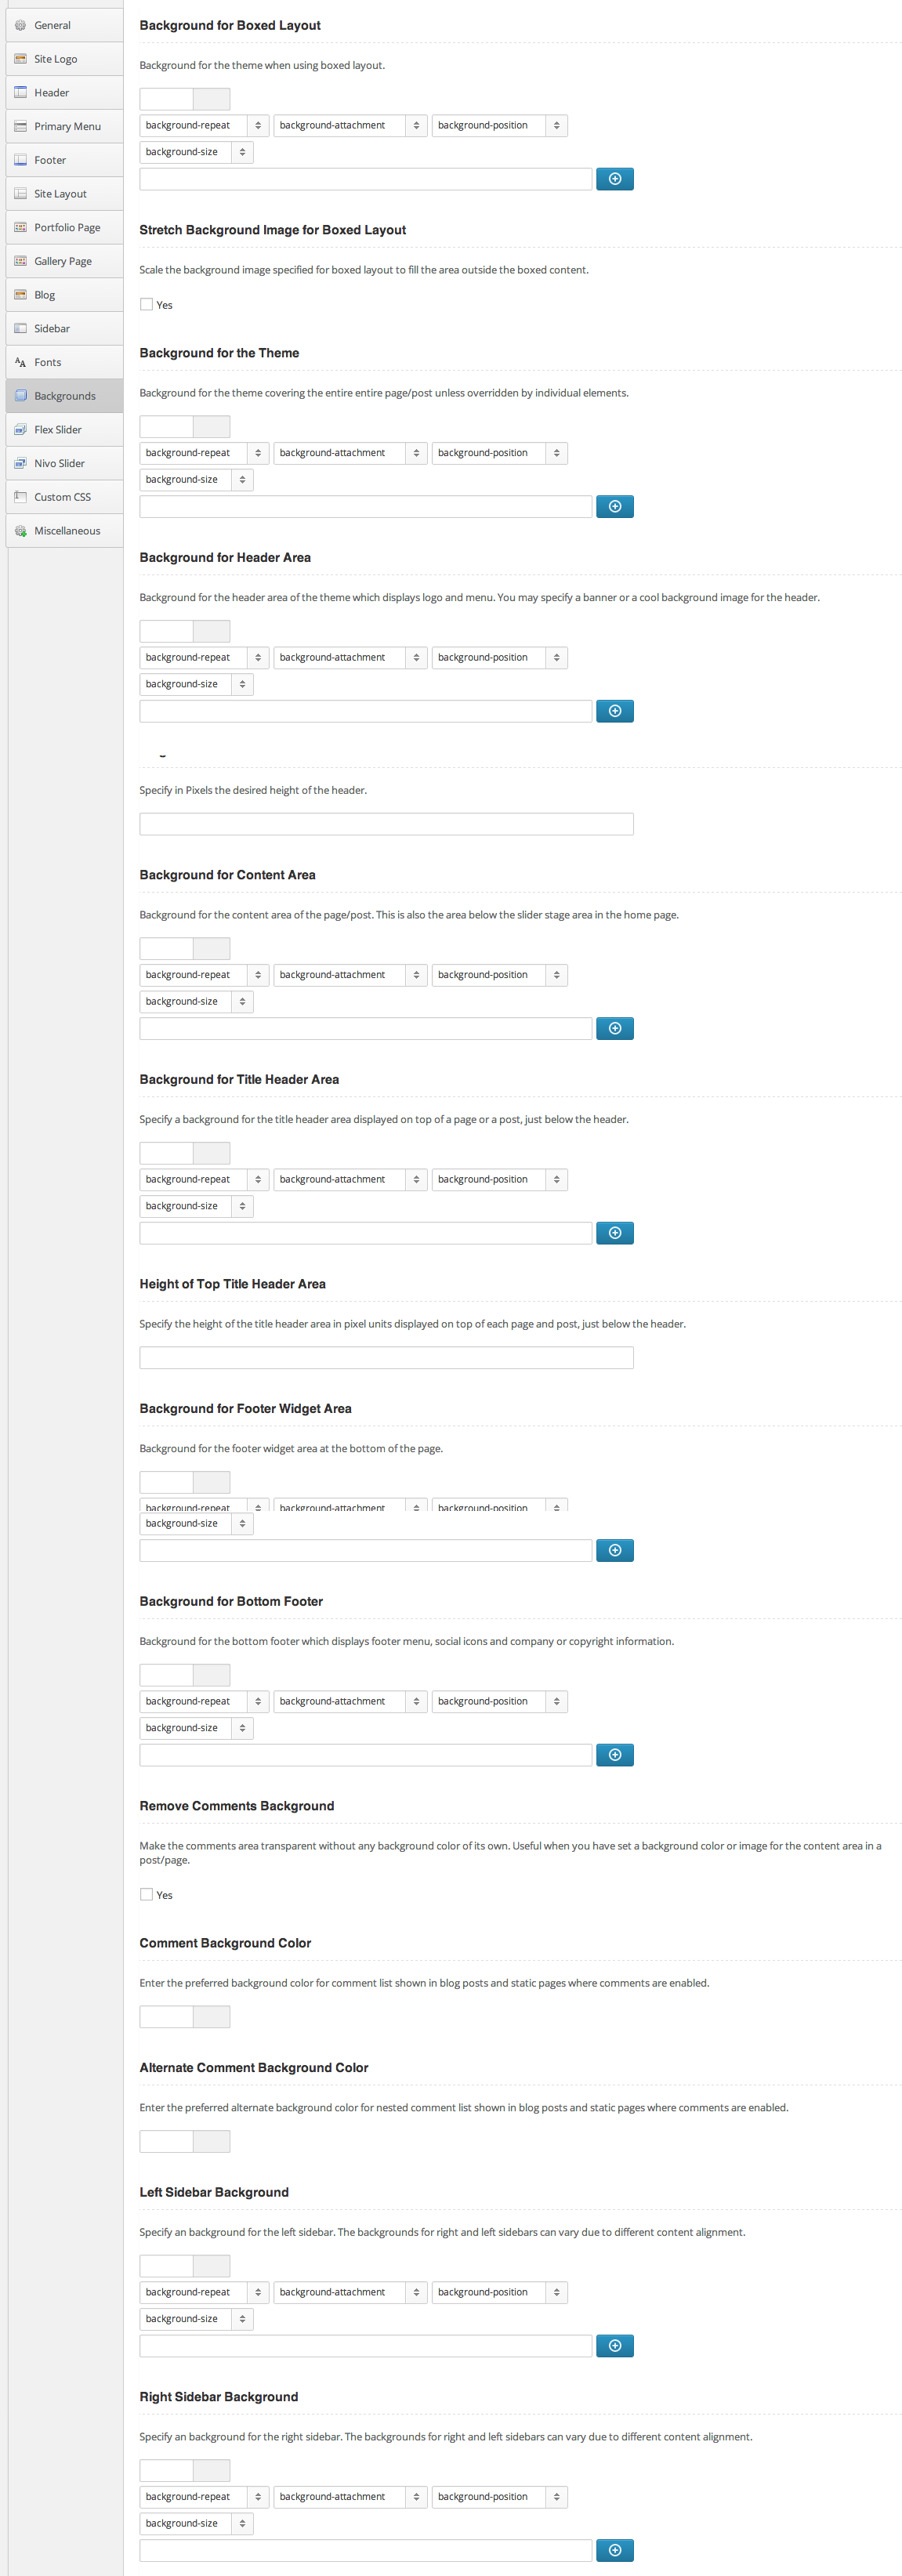 General
Site Logo
Header
Primary Menu
Footer
Site Layout
Portfolio Page
Gallery Page
Blog
Sidebar
Fonts
Backgrounds
Flex Slider
Nivo Slider
Custom CSS
Miscellaneous
Background for Boxed Layout
Background for the theme when using boxed layout.
background-repeat background-attachment background-position
background-size
Stretch Background Image for Boxed Layout
Scale the background image specified for boxed layout to fill the area outside the boxed content.
Yes
Background for the Theme
Background for the theme covering the entire entire page/post unless overridden by individual elements.
background-repeat background-attachment background-position
background-size
Background for Header Area
Background for the header area of the theme which displays logo and menu. You may specify a banner or a cool background image for the header.
background-repeat background-attachment background-position
background-size
Specify in Pixels the desired height of the header.
Background for Content Area
Background for the content area of the page/post. This is also the area below the slider stage area in the home page.
background-repeat background-attachment background-position
background-size
Background for Title Header Area
Specify a background for the title header area displayed on top of a page or a post, just below the header.
background-repeat background-attachment background-position
background-size
Height of Top Title Header Area
Specify the height of the title header area in pixel units displayed on top of each page and post, just below the header.
Background for Footer Widget Area
Background for the footer widget area at the bottom of the page.
background-repeat background-attachment background-position
background-size
Background for Bottom Footer
Background for the bottom footer which displays footer menu, social icons and company or copyright information.
background-repeat background-attachment background-position
background-size
Remove Comments Background
Make the comments area transparent without any background color of its own. Useful when you have set a background color or image for the content area in a
post/page.
Yes
Comment Background Color
Enter the preferred background color for comment list shown in blog posts and static pages where comments are enabled.
Alternate Comment Background Color
Enter the preferred alternate background color for nested comment list shown in blog posts and static pages where comments are enabled.
Left Sidebar Background
Specify an background for the left sidebar. The backgrounds for right and left sidebars can vary due to different content alignment.
background-repeat background-attachment background-position
background-size
Right Sidebar Background
Specify an background for the right sidebar. The backgrounds for right and left sidebars can vary due to different content alignment.
background-repeat background-attachment background-position
background-size